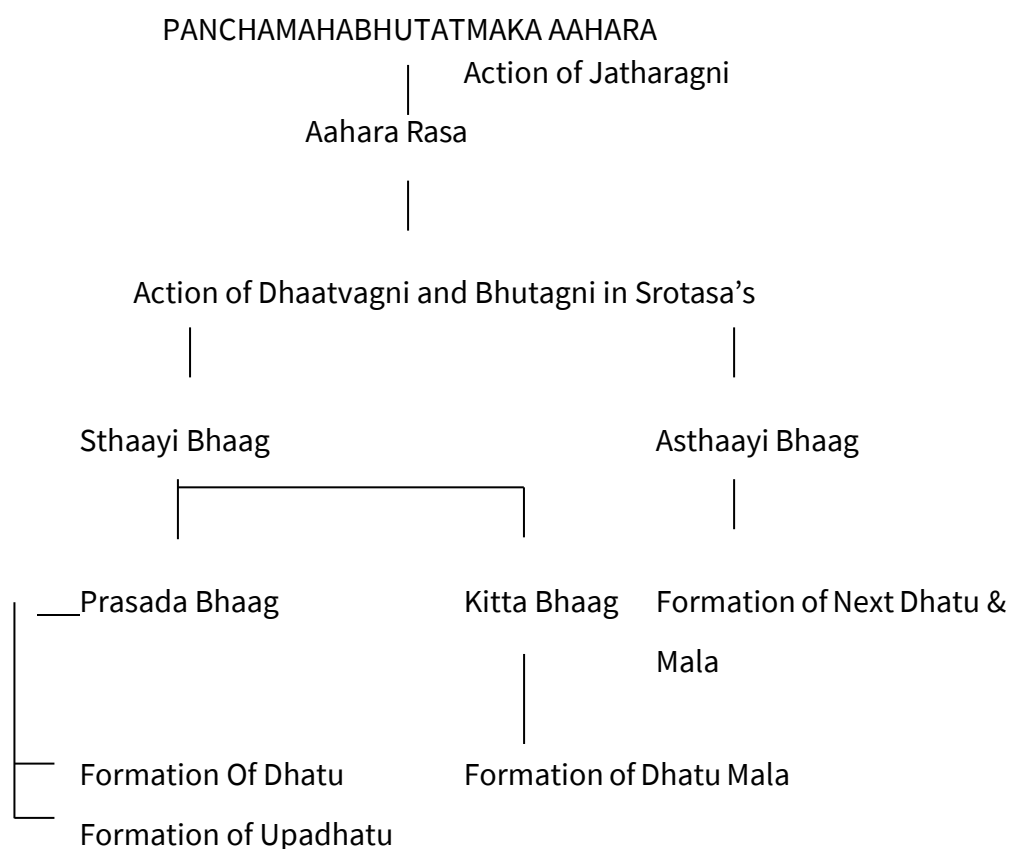 PANCHAMAHABHUTATMAKA AAHARA
Action of Jatharagni
Aahara Rasa
Action of Dhaatvagni and Bhutagni in Srotasa’s
Sthaayi Bhaag
Asthaayi Bhaag
Prasada Bhaag
Kitta Bhaag
Formation of Next Dhatu &
Mala
Formation Of Dhatu
Formation of Dhatu Mala
Formation of Upadhatu